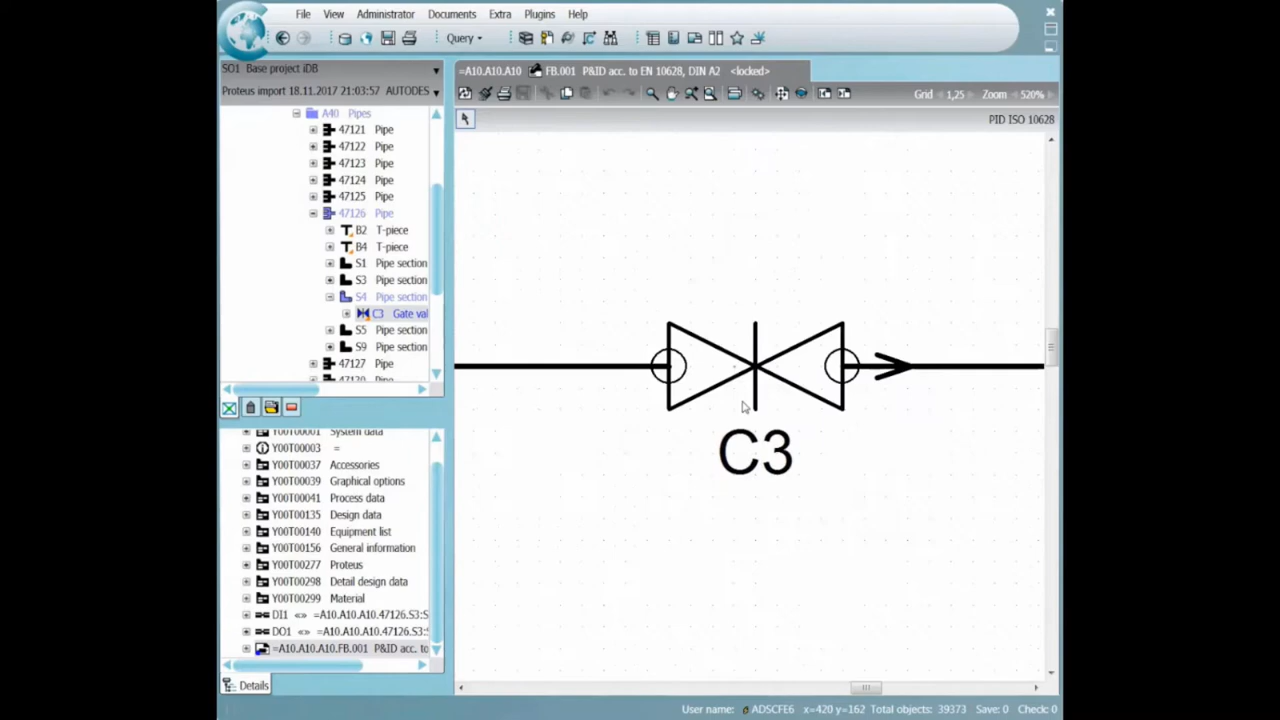 File View Administrator Documents Extra Plugins Help
Query
SO1 Base project iDB
Proteus import 18.11.2017 21:03:57 AUTODES
A40 Pipes
47121 Pipe
47122 Pipe
47123 Pipe
47124 Pipe
47125 Pipe
47126 Pipe
B2 T-piece
B4 T-piece
S1 Pipe section
S3 Pipe section
S4 Pipe section
C3 Gate val
S5 Pipe section
S9 Pipe section
47127 Pipe
Pipe
Y00T00001 System data
Y00T00003 =
Y00T00037 Accessories
Y00T00039 Graphical options
Y00T00041 Process data
Y00T00135 Design data
Y00T00140 Equipment list
Y00T00156 General information
Y00T00277 Proteus
Y00T00298 Detail design data
Y00T00299 Material
DI1 <=> =A10.A10.A10.47126.S3:S
DO1 <=> =A10.A10.A10.47126.S3:S
=A10.A10.A10.FB.001 P&ID acc. to
Details
=A10.A10.A10 FB.001 P&ID acc. to EN 10628, DIN A2 <locked>
Grid 1,25 Zoom 520%
PID ISO 10628
C3
User name: ADSCFE6 x=420 y=162 Total objects: 39373 Save: 0 Check: 0